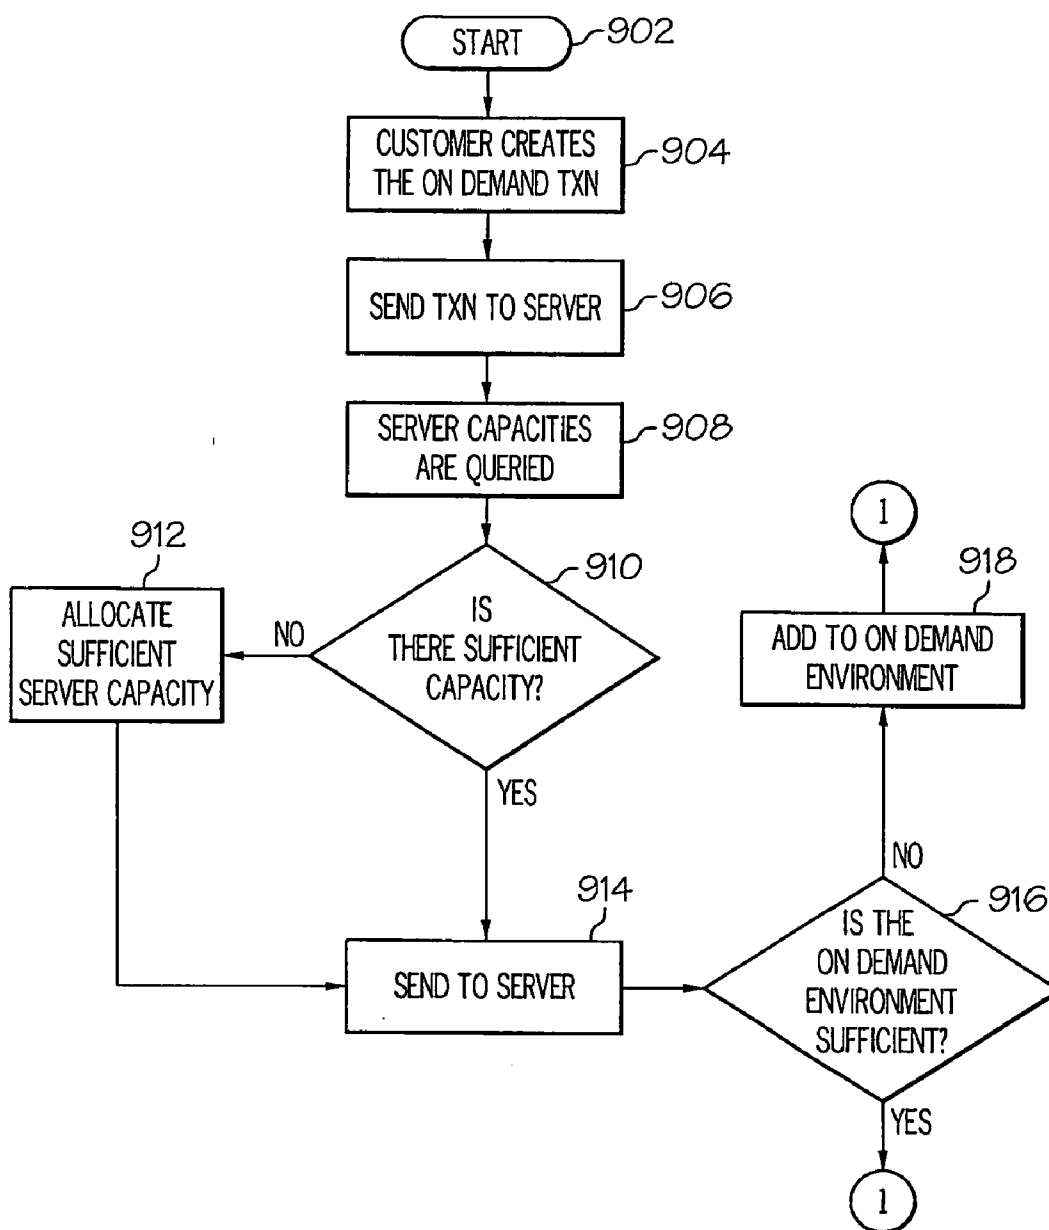 START
902
CUSTOMER CREATES
THE ON DEMAND TXN
904
SEND TXN TO SERVER
906
SERVER CAPACITIES
ARE QUERIED
908
IS
THERE SUFFICIENT
CAPACITY?
910
NO
912
ALLOCATE
SUFFICIENT
SERVER CAPACITY
YES
914
SEND TO SERVER
916
IS THE
ON DEMAND
ENVIRONMENT
SUFFICIENT?
NO
918
ADD TO ON DEMAND
ENVIRONMENT
1
YES
1